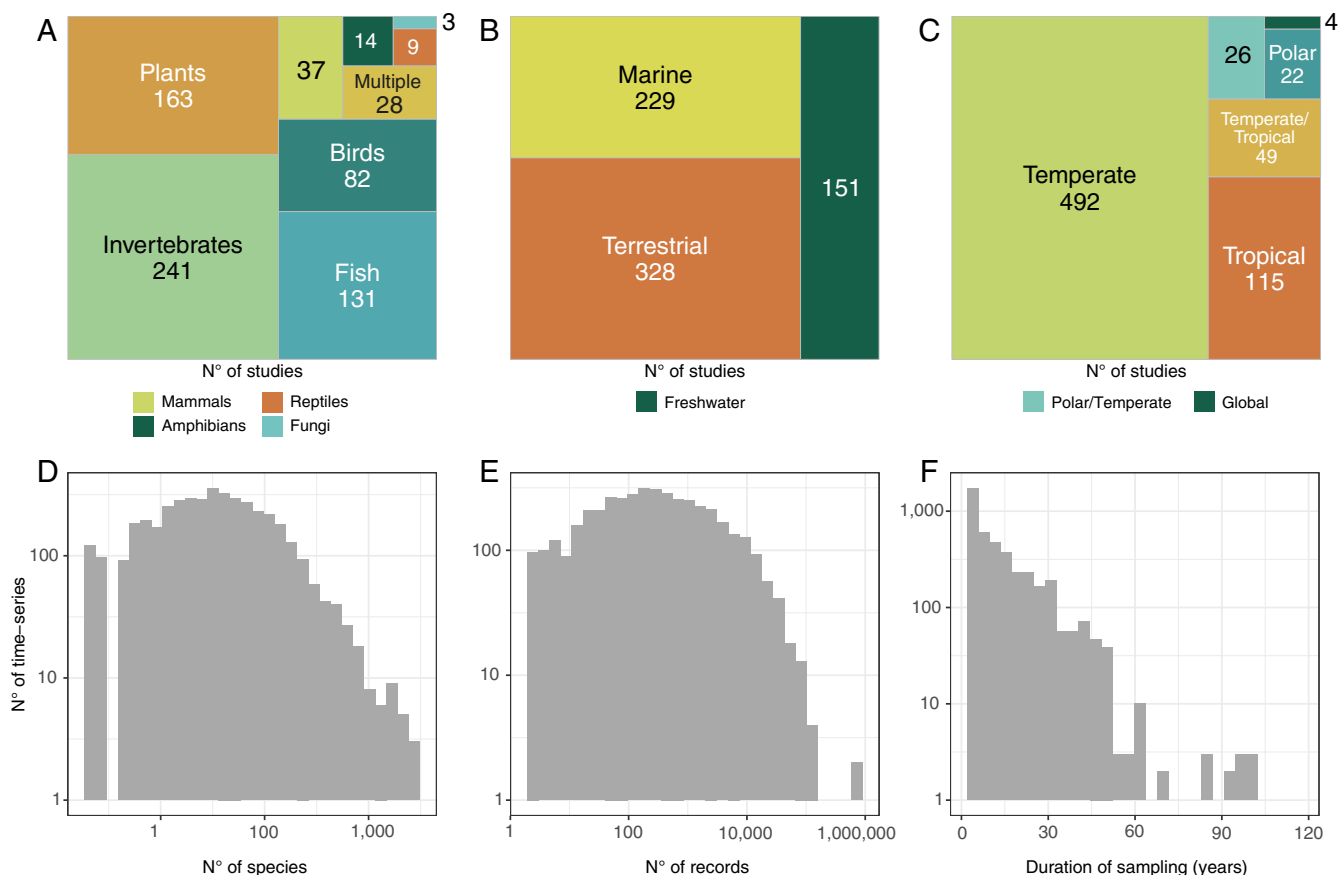 A
Plants
163
37
14
9
3
Multiple
28
Birds
82
Invertebrates
241
Fish
131
N° of studies
Mammals
Reptiles
Amphibians
Fungi
B
Marine
229
151
Terrestrial
328
N° of studies
Freshwater
C
Temperate
492
26
4
Polar
22
Temperate/
Tropical
49
Tropical
115
N° of studies
Polar/Temperate
Global
D
N° of time–series
100
10
1
1
100
1,000
N° of species
E
100
10
1
1
100
10,000
1,000,000
N° of records
F
1,000
100
10
1
0
30
60
90
120
Duration of sampling (years)